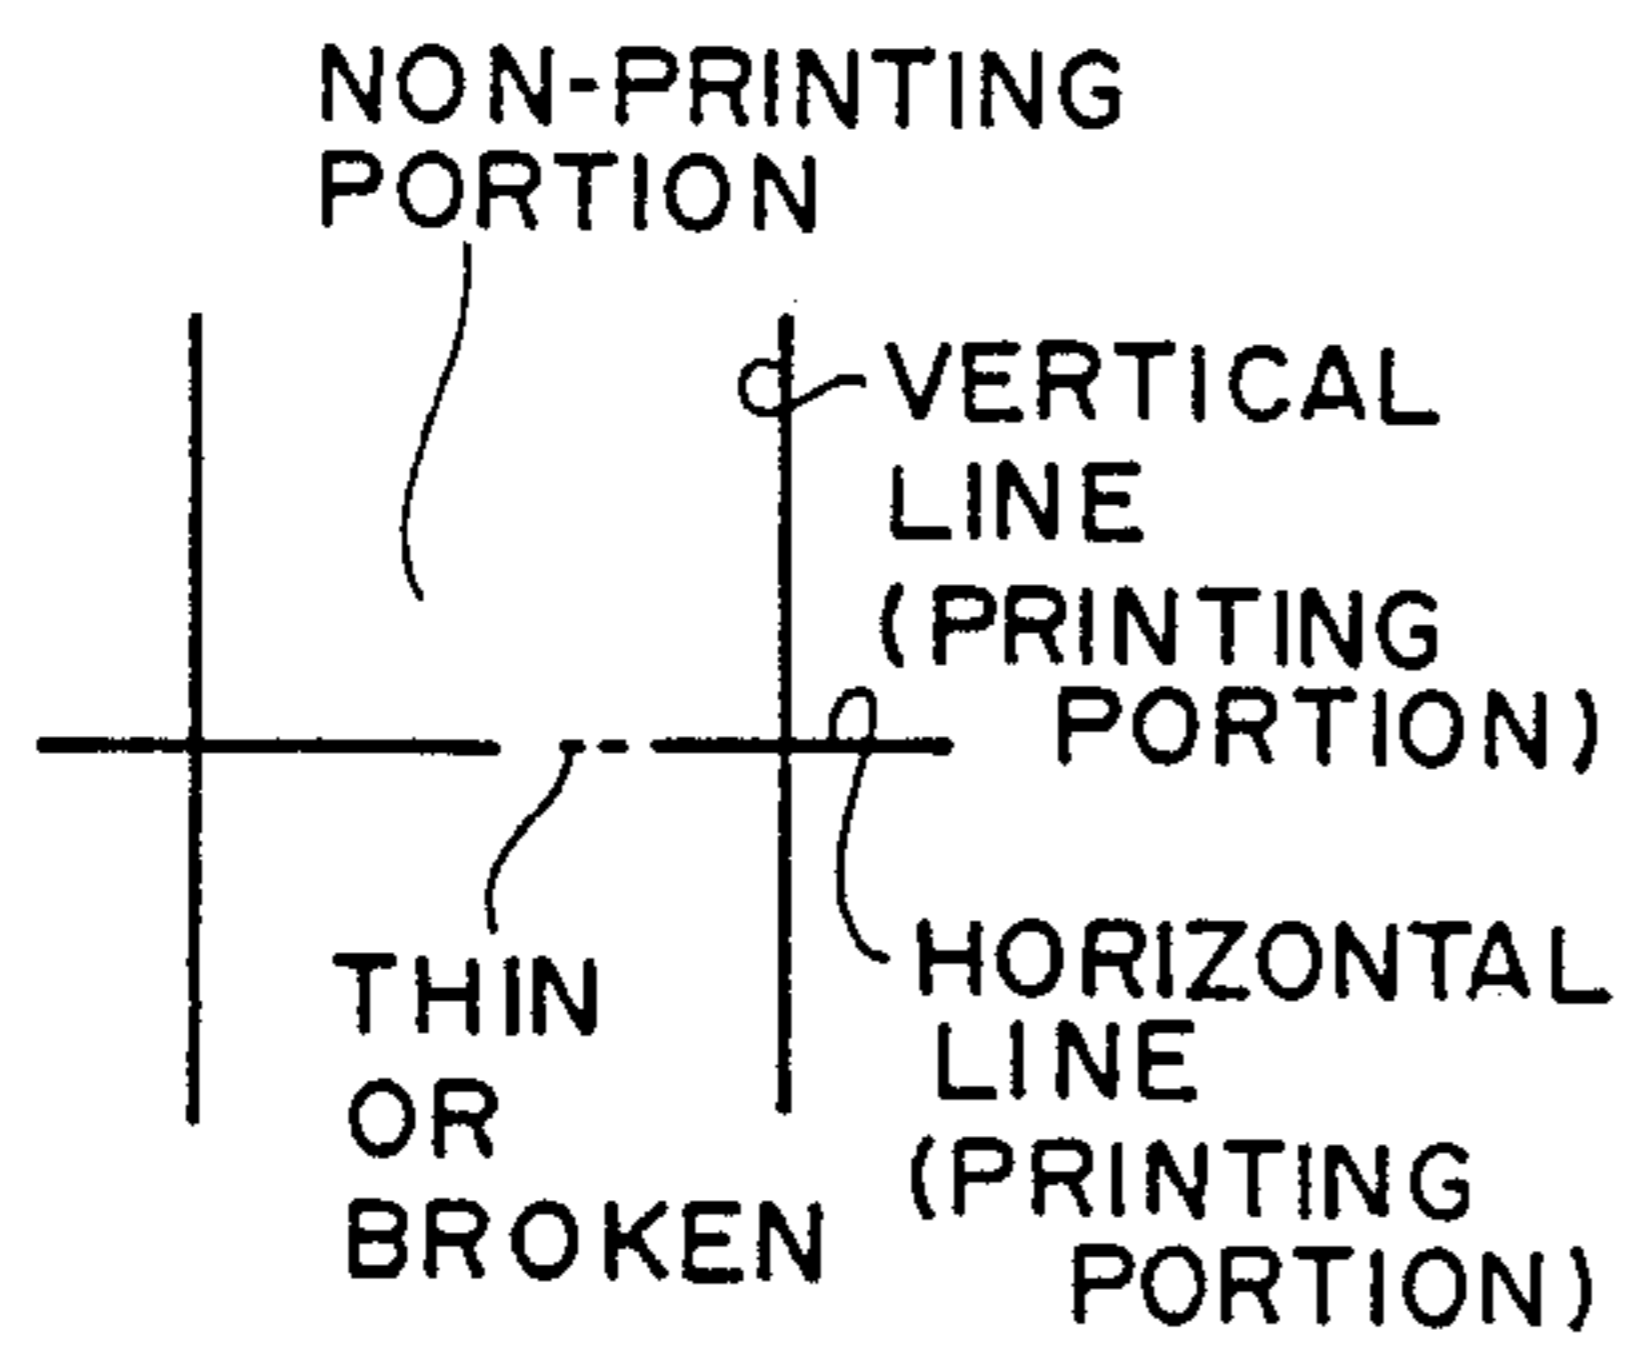 NON-PRINTING
PORTION
VERTICAL
LINE
(PRINTING
PORTION)
THIN
OR
BROKEN
HORIZONTAL
LINE
(PRINTING
PORTION)